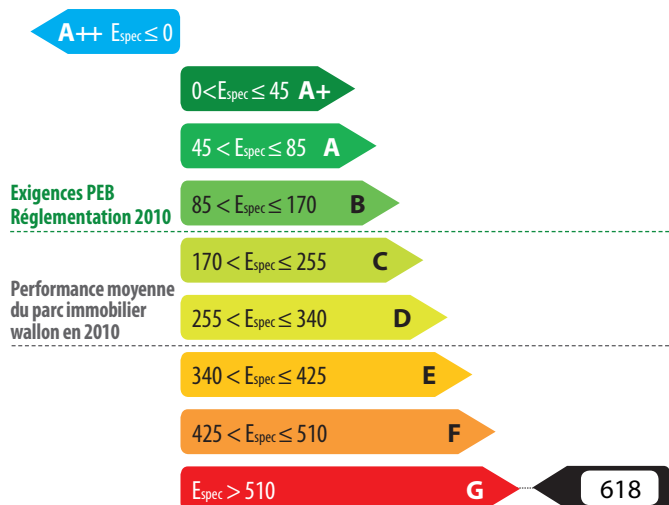 A++ Espec ≤ 0
0<Espec ≤ 45 A+
45 < Espec ≤ 85 A
Exigences PEB
Réglementation 2010
85 < Espec ≤ 170 B
170 < Espec ≤ 255 C
Performance moyenne
du parc immobilier
wallon en 2010
255 < Espec ≤ 340 D
340 < Espec ≤ 425 E
425 < Espec ≤ 510 F
Espec > 510 G 618